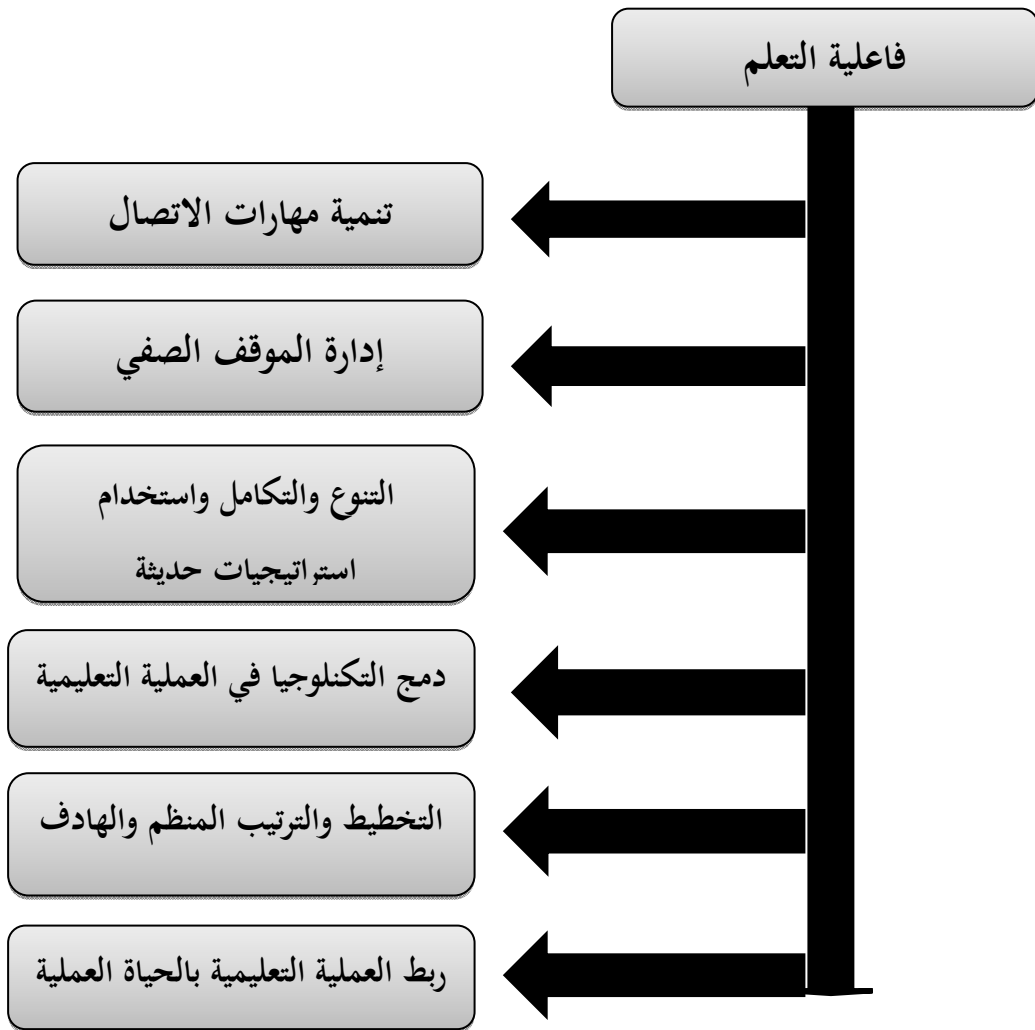 فاعلية التعلم
تنمية مهارات الاتصال
إدارة الموقف الصفي
التنوع والتكامل واستخدام
استراتيجيات حديثة
دمج التكنلوجيا في العملية التعليمية
التخطيط والترتيب المنظم والهادف
ربط العملية التعليمية بالحياة العملية